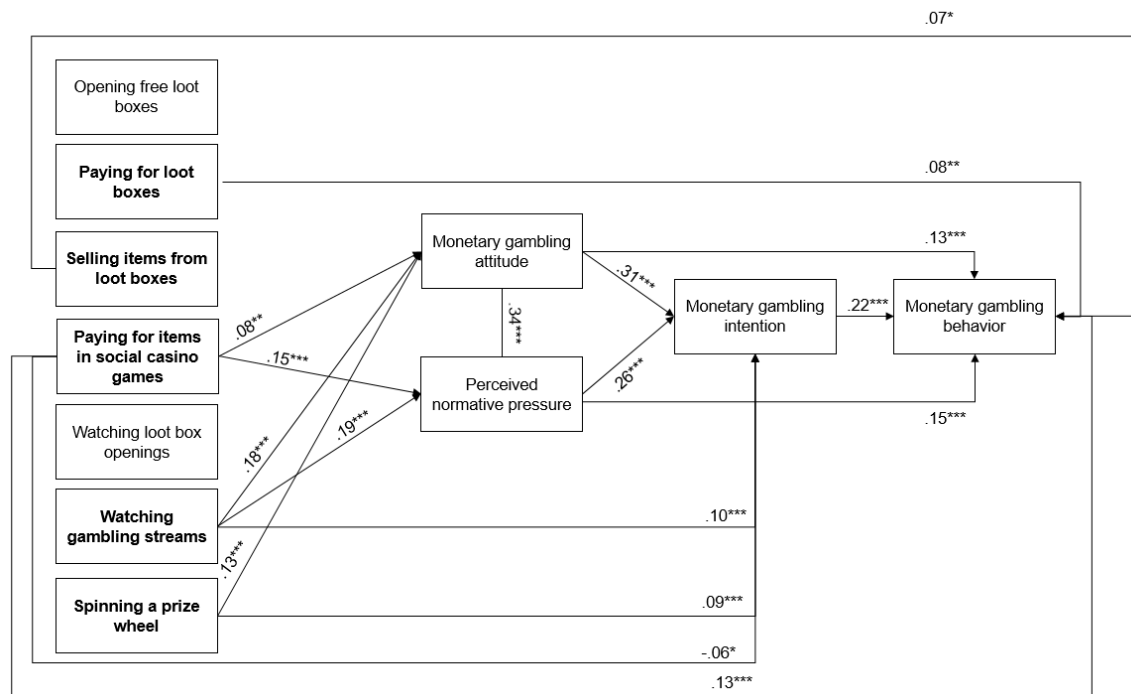 .07*
Opening free loot
boxes
Paying for loot
boxes
.08**
Selling items from
loot boxes
Monetary gambling
attitude
.13***
.31***
Monetary gambling
intention
.22***
Monetary gambling
behavior
.34***
Paying for items
in social casino
games
.08**
.15***
Perceived
normative pressure
.26***
.15***
Watching loot box
openings
.18***
.19***
Watching
gambling streams
.10***
.13***
Spinning a prize
wheel
.09***
-.06*
.13***